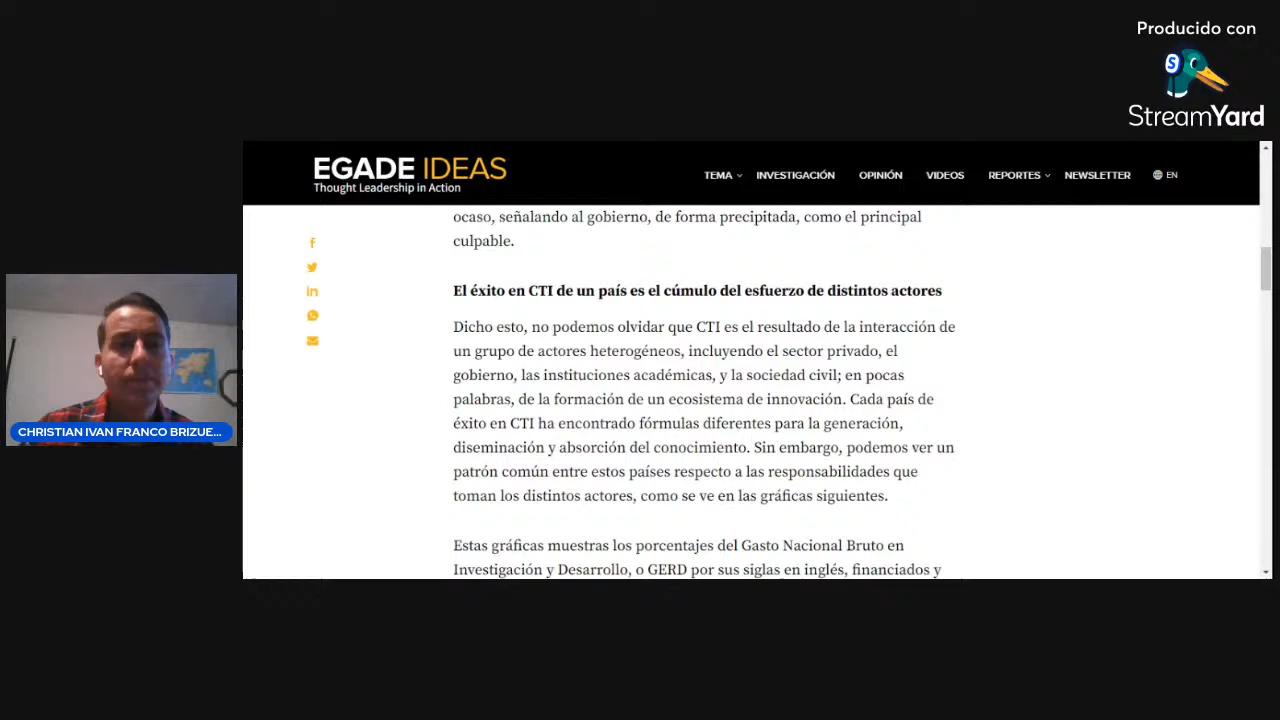 Producido con
StreamYard
EGADE IDEAS
Thought Leadership in Action
TEMA
INVESTIGACIÓN
OPINIÓN
VIDEOS
REPORTES
NEWSLETTER
EN
ocaso, señalando al gobierno, de forma precipitada, como el principal
culpable.
El éxito en CTI de un país es el cúmulo del esfuerzo de distintos actores
Dicho esto, no podemos olvidar que CTI es el resultado de la interacción de
un grupo de actores heterogéneos, incluyendo el sector privado, el
gobierno, las instituciones académicas, y la sociedad civil; en pocas
palabras, de la formación de un ecosistema de innovación. Cada país de
éxito en CTI ha encontrado fórmulas diferentes para la generación,
diseminación y absorción del conocimiento. Sin embargo, podemos ver un
patrón común entre estos países respecto a las responsabilidades que
toman los distintos actores, como se ve en las gráficas siguientes.
Estas gráficas muestras los porcentajes del Gasto Nacional Bruto en
Investigación y Desarrollo, o GERD por sus siglas en inglés, financiados y
CHRISTIAN IVAN FRANCO BRIZUE...